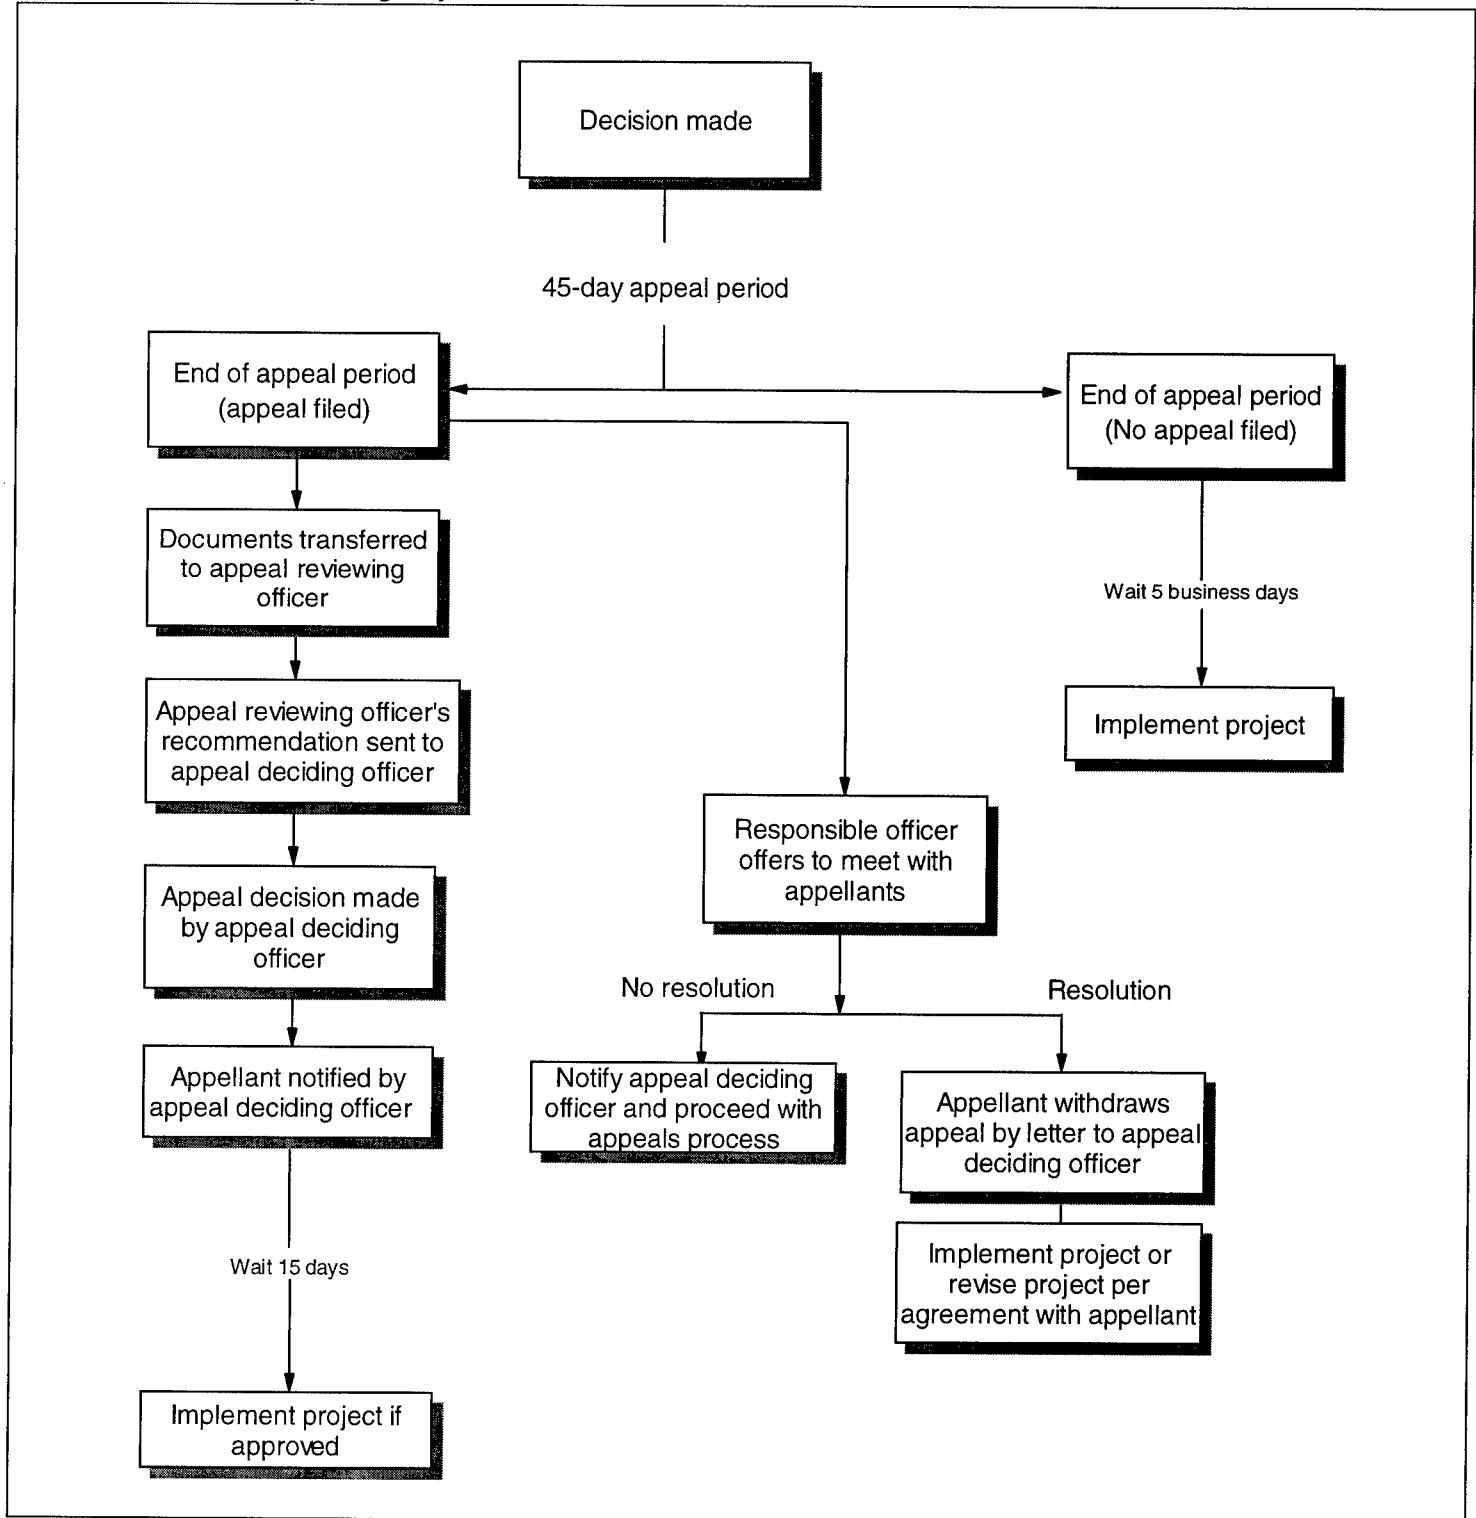 Decision made
45-day appeal period
End of appeal period
(appeal filed)
End of appeal period
(No appeal filed)
Documents transferred
to appeal reviewing
officer
Wait 5 business days
Appeal reviewing officer's
recommendation sent to
appeal deciding officer
Implement project
Responsible officer
offers to meet with
appellants
Appeal decision made
by appeal deciding
officer
No resolution
Resolution
Appellant notified by
appeal deciding officer
Notify appeal deciding
officer and proceed with
appeals process
Appellant withdraws
appeal by letter to appeal
deciding officer
Wait 15 days
Implement project or
revise project per
agreement with appellant
Implement project if
approved